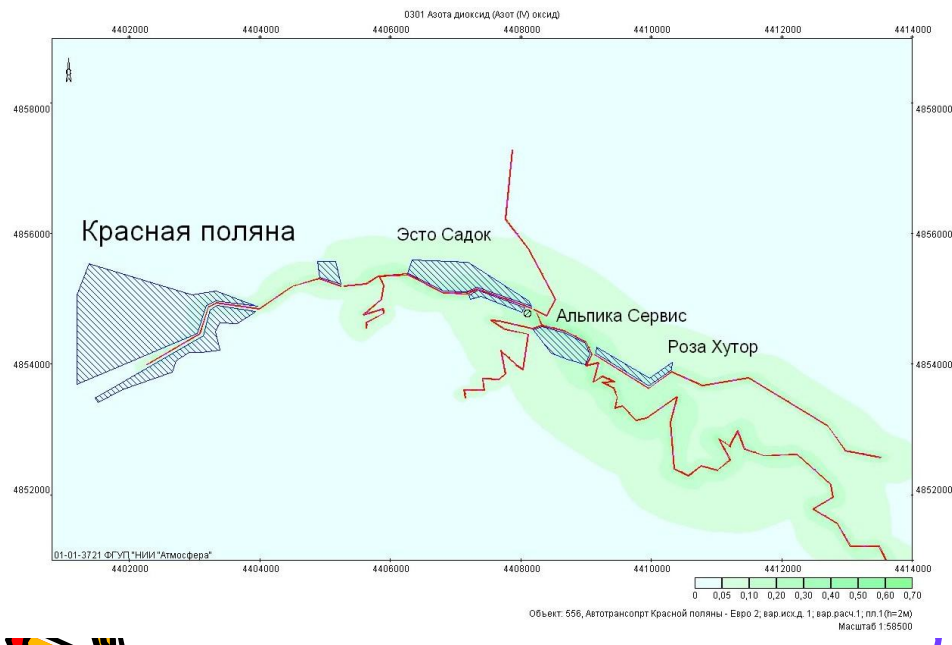 0301 Азота диоксид (Азот (IV) оксид)
4402000 4404000 4406000 4408000 4410000 4412000 4414000
С
4858000 4858000
4856000 4856000
Красная поляна
Эсто Садок
Альпика Сервис
Роза Хутор
4854000 4854000
4852000 4852000
01-01-3721 ФГУП "НИИ "Атмосфера"
4402000 4404000 4406000 4408000 4410000 4412000 4414000
0 0,05 0,10 0,20 0,30 0,40 0,50 0,60 0,70
Объект: 556, Автотрансопрт Красной поляны - Евро 2; вар.исх.д. 1; вар.расч.1; пл.1(h=2м)
Масштаб 1:58500